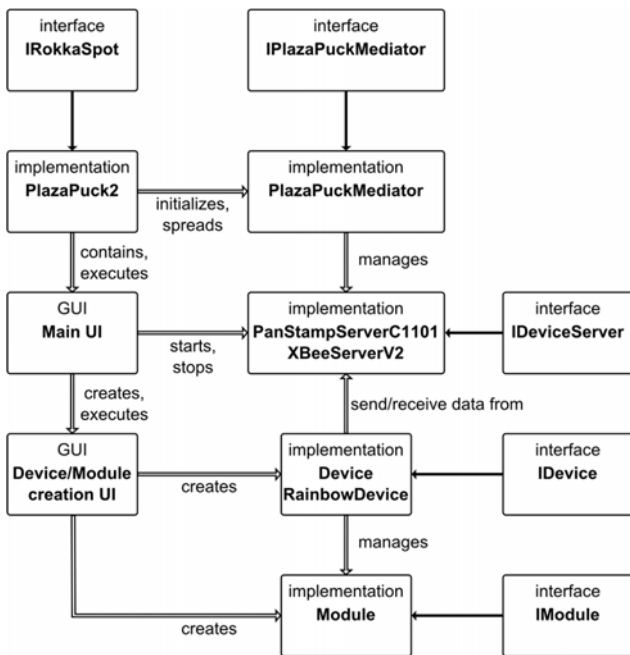 interface
IRokkaSpot
interface
IPlazaPuckMediator
implementation
PlazaPuck2
initializes,
spreads
implementation
PlazaPuckMediator
contains,
executes
manages
GUI
Main UI
starts,
stops
implementation
PanStampServerC1101
XBeeServerV2
interface
IDeviceServer
creates,
executes
send/receive data from
GUI
Device/Module
creation UI
creates
implementation
Device
RainbowDevice
interface
IDevice
manages
creates
implementation
Module
interface
IModule